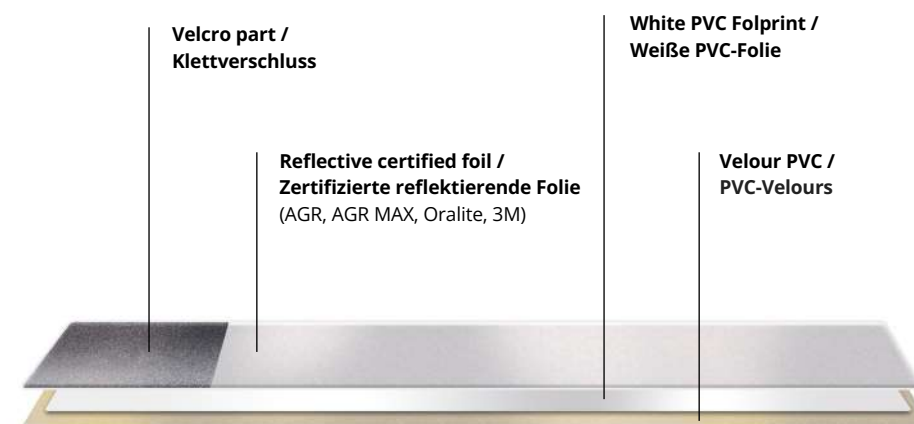 Velcro part /
Klettverschluss
White PVC Folprint /
Weiße PVC-Folie
Reflective certified foil /
Zertifizierte reflektierende Folie
(AGR, AGR MAX, Oralite, 3M)
Velour PVC /
PVC-Velours